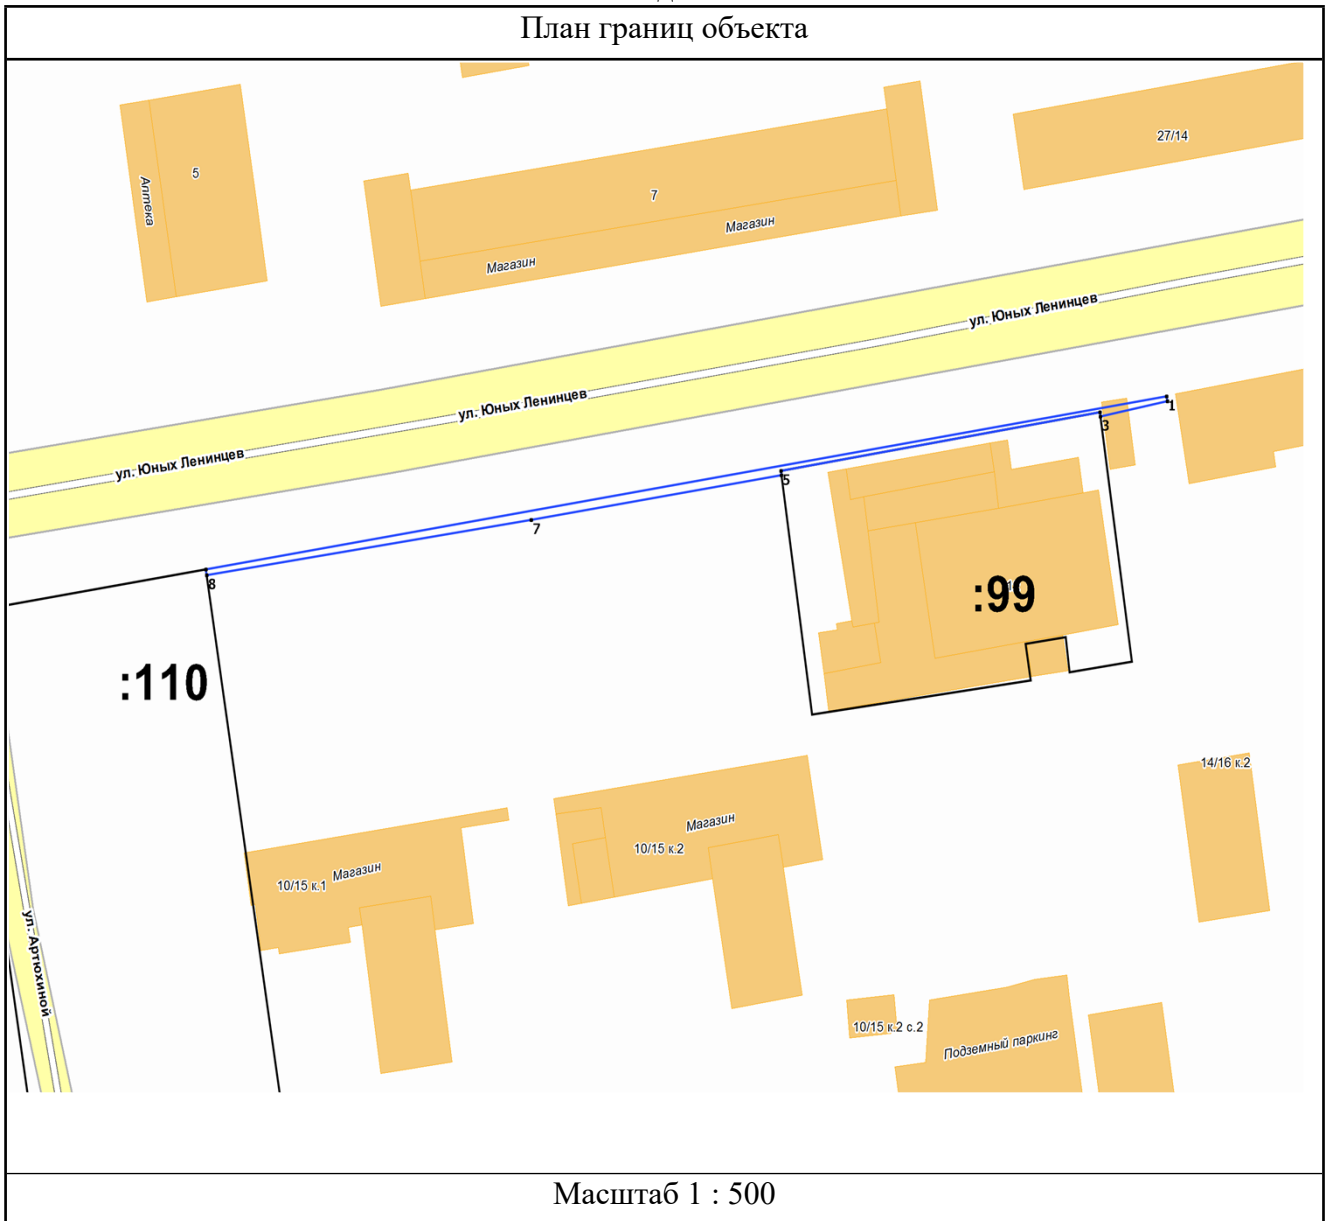 План границ объекта
27/14
5
Аптека
7
Магазин
Магазин
ул. Юных Ленинцев
ул. Юных Ленинцев
ул. Юных Ленинцев
1
3
5
7
8
:99
:110
14/16 к.2
Магазин
10/15 к.2
Магазин
10/15 к.1
ул. Артюхиной
10/15 к.2 с.2
Подземный паркинг
Масштаб 1 : 500